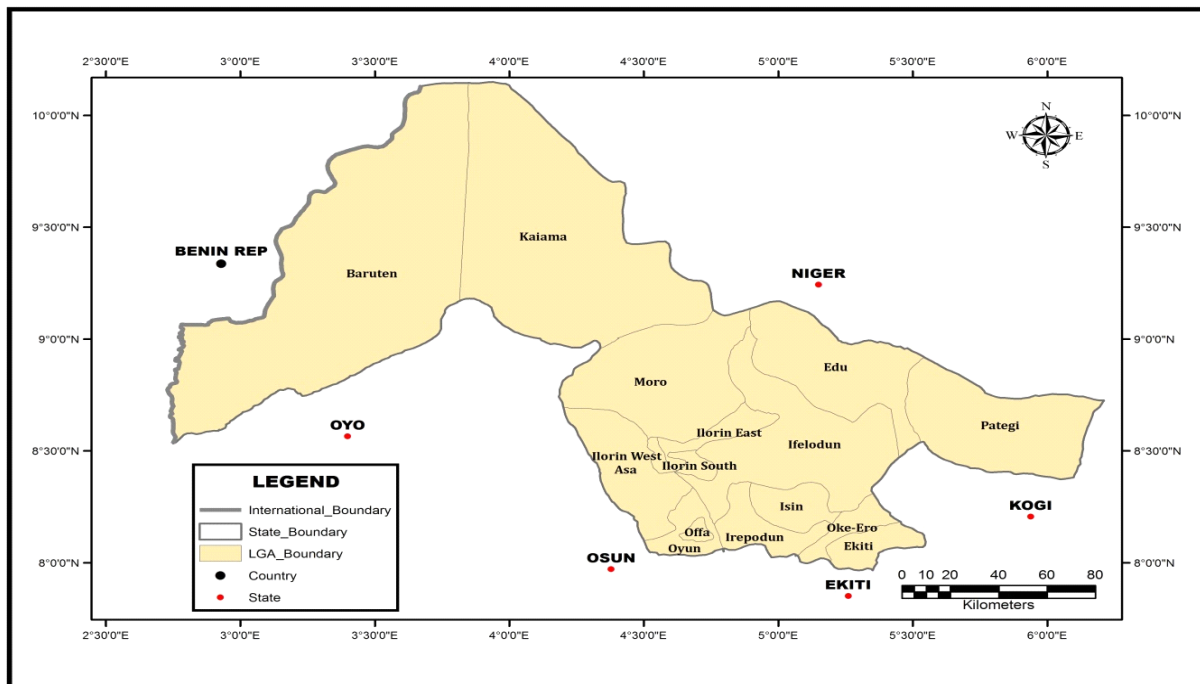 2°30'0"E 3°0'0"E 3°30'0"E 4°0'0"E 4°30'0"E 5°0'0"E 5°30'0"E 6°0'0"E
10°0'0"N 10°0'0"N
N
W E
S
9°30'0"N 9°30'0"N
Kaiama
BENIN REP
Baruten
NIGER
9°0'0"N 9°0'0"N
Edu
Moro
Pategi
OYO
Ilorin East
Ifelodun
8°30'0"N 8°30'0"N
Ilorin West
Asa
Ilorin South
Isin
KOGI
Oke-Ero
Offa
Irepodun
Oyun
Ekiti
8°0'0"N 8°0'0"N
OSUN
EKITI
LEGEND
International_Boundary
State_Boundary
LGA_Boundary
Country
State
0 10 20 40 60 80
Kilometers
2°30'0"E 3°0'0"E 3°30'0"E 4°0'0"E 4°30'0"E 5°0'0"E 5°30'0"E 6°0'0"E